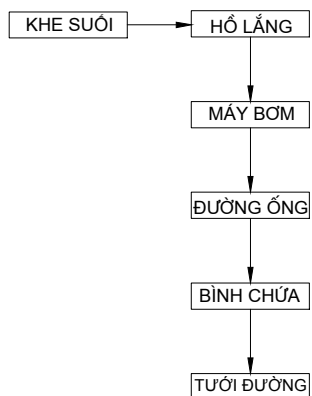 KHE SUỐI
HỒ LẮNG
MÁY BƠM
ĐƯỜNG ỐNG
BÌNH CHỨA
TƯỚI ĐƯỜNG